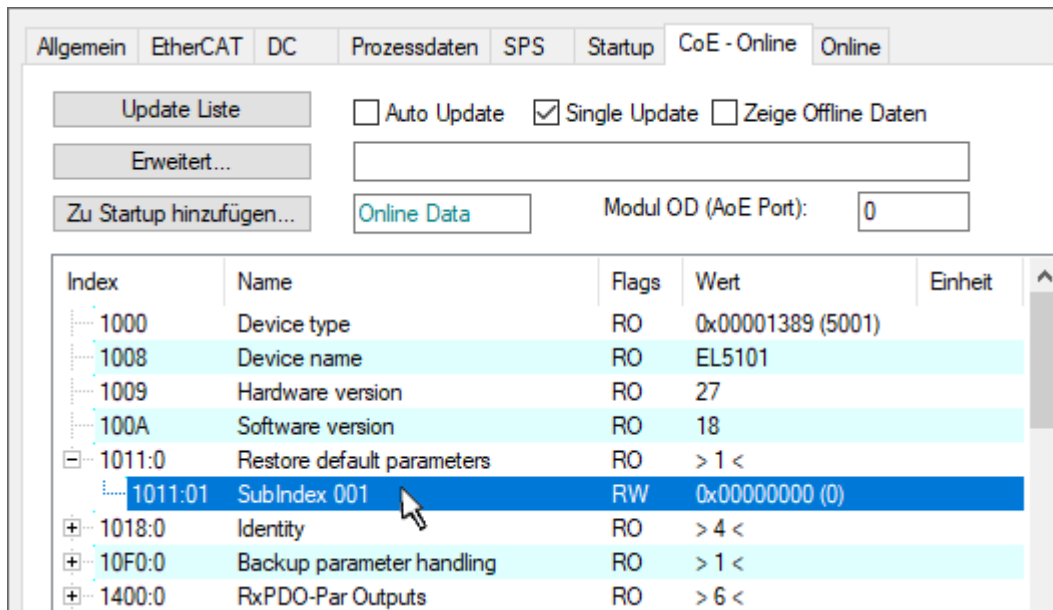 Allgemein EtherCAT DC Prozessdaten SPS Startup CoE - Online Online
Update Liste Auto Update Single Update Zeige Offline Daten
Erweitert...
Zu Startup hinzufügen... Online Data Modul OD (AoE Port): 0
Index Name Flags Wert Einheit
1000 Device type RO 0x00001389 (5001)
1008 Device name RO EL5101
1009 Hardware version RO 27
100A Software version RO 18
1011:0 Restore default parameters RO > 1 <
1011:01 SubIndex 001 RW 0x00000000 (0)
1018:0 Identity RO > 4 <
10F0:0 Backup parameter handling RO > 1 <
1400:0 RxPDO-Par Outputs RO > 6 <